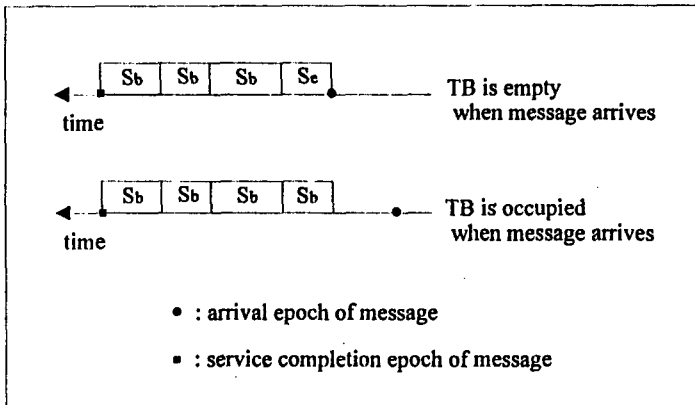 Sb Sb Sb Se
TB is empty
when message arrives
time
Sb Sb Sb Sb
TB is occupied
when message arrives
time
• : arrival epoch of message
▪ : service completion epoch of message